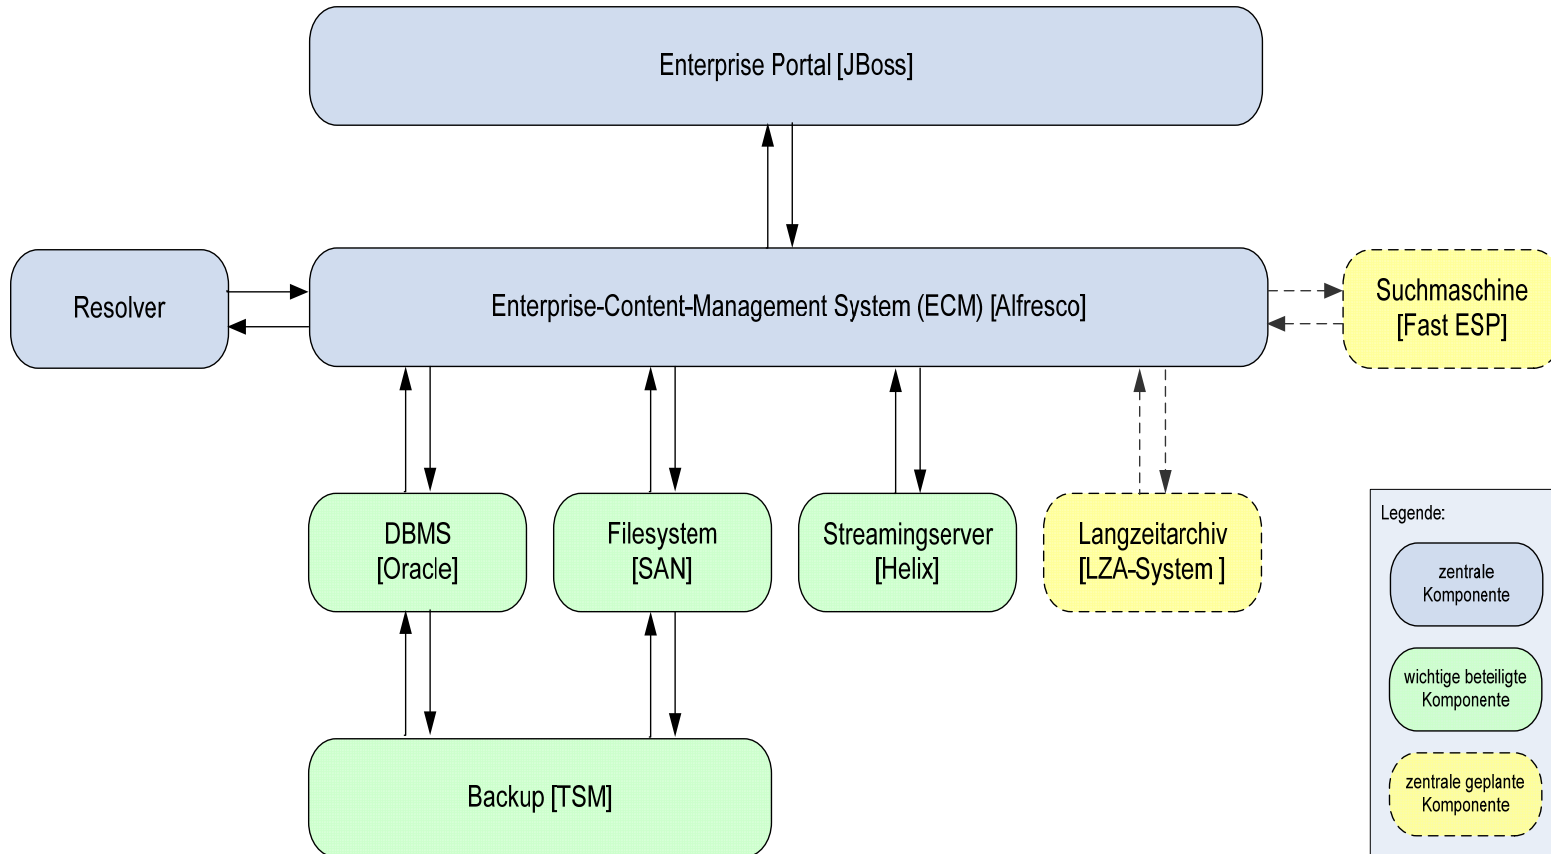 Enterprise Portal [JBoss]
Resolver
Enterprise-Content-Management System (ECM) [Alfresco]
Suchmaschine
[Fast ESP]
DBMS
[Oracle]
Filesystem
[SAN]
Streamingserver
[Helix]
Langzeitarchiv
[LZA-System ]
Backup [TSM]
Legende:
zentrale
Komponente
wichtige beteiligte
Komponente
zentrale geplante
Komponente